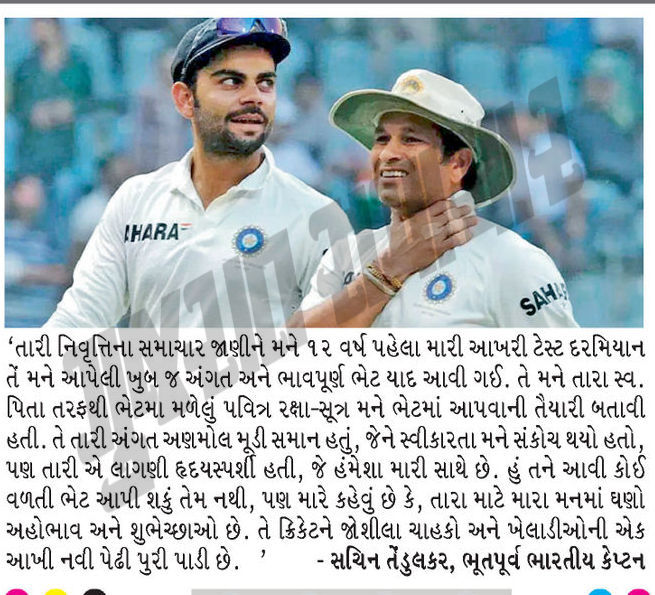 AHARA
SAHA
'તારી નિવૃત્તિના સમાચાર જાણીને મને ૧૨ વર્ષ પહેલા મારી આખરી ટેસ્ટ દરમિયાન
તેં મને આપેલી ખુબ જ અંગત અને ભાવપૂર્ણ ભેટ યાદ આવી ગઈ. તે મને તારા સ્વ.
પિતા તરફથી ભેટમા મળેલું પવિત્ર રક્ષા-સૂત્ર મને ભેટમાં આપવાની તૈયારી બતાવી
હતી. તે તારી અંગત અણમોલ મૂડી સમાન હતું, જેને સ્વીકારતા મને સંકોચ થયો હતો,
પણ તારી એ લાગણી હૃદયસ્પર્શી હતી, જે હંમેશા મારી સાથે છે. હું તને આવી કોઈ
વળતી ભેટ આપી શકું તેમ નથી, પણ મારે કહેવું છે કે, તારા માટે મારા મનમાં ઘણો
અહોભાવ અને શુભેચ્છાઓ છે. તે ક્રિકેટને જોશીલા ચાહકો અને ખેલાડીઓની એક
આખી નવી પેઢી પુરી પાડી છે. ' - સચિન તેંડુલકર, ભૂતપૂર્વ ભારતીય કેપ્ટન